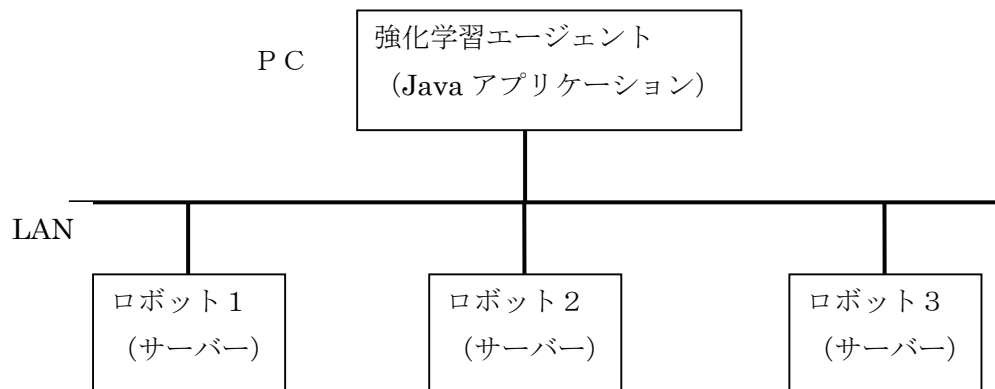 強化学習エージェント
PC
(Java アプリケーション)
LAN
ロボット1
(サーバー)
ロボット2
(サーバー)
ロボット3
(サーバー)